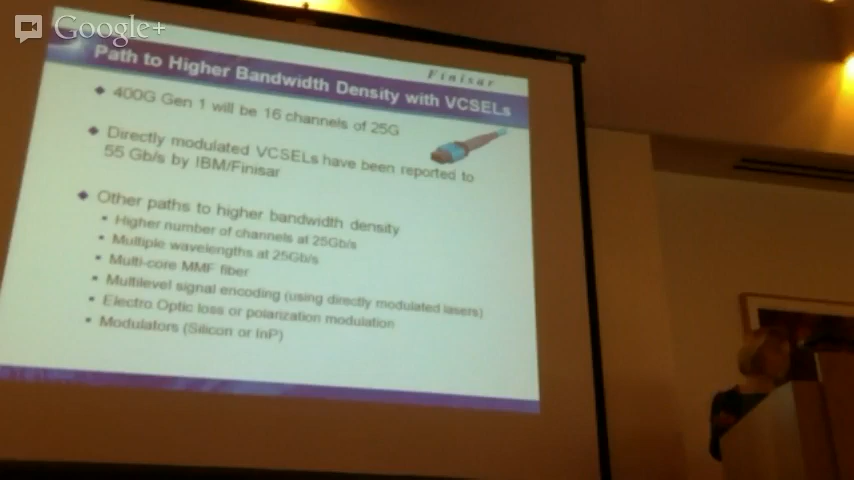 Google+
Finisar
Path to Higher Bandwidth Density with VCSELs
400G Gen 1 will be 16 channels of 25G
Directly modulated VCSELs have been reported to
55 Gb/s by IBM/Finisar
Other paths to higher bandwidth density
Higher number of channels at 25Gb/s
Multiple wavelengths at 25Gb/s
Multi-core MMF fiber
Multilevel signal encoding (using directly modulated lasers)
Electro Optic loss or polarization modulation
Modulators (Silicon or InP)